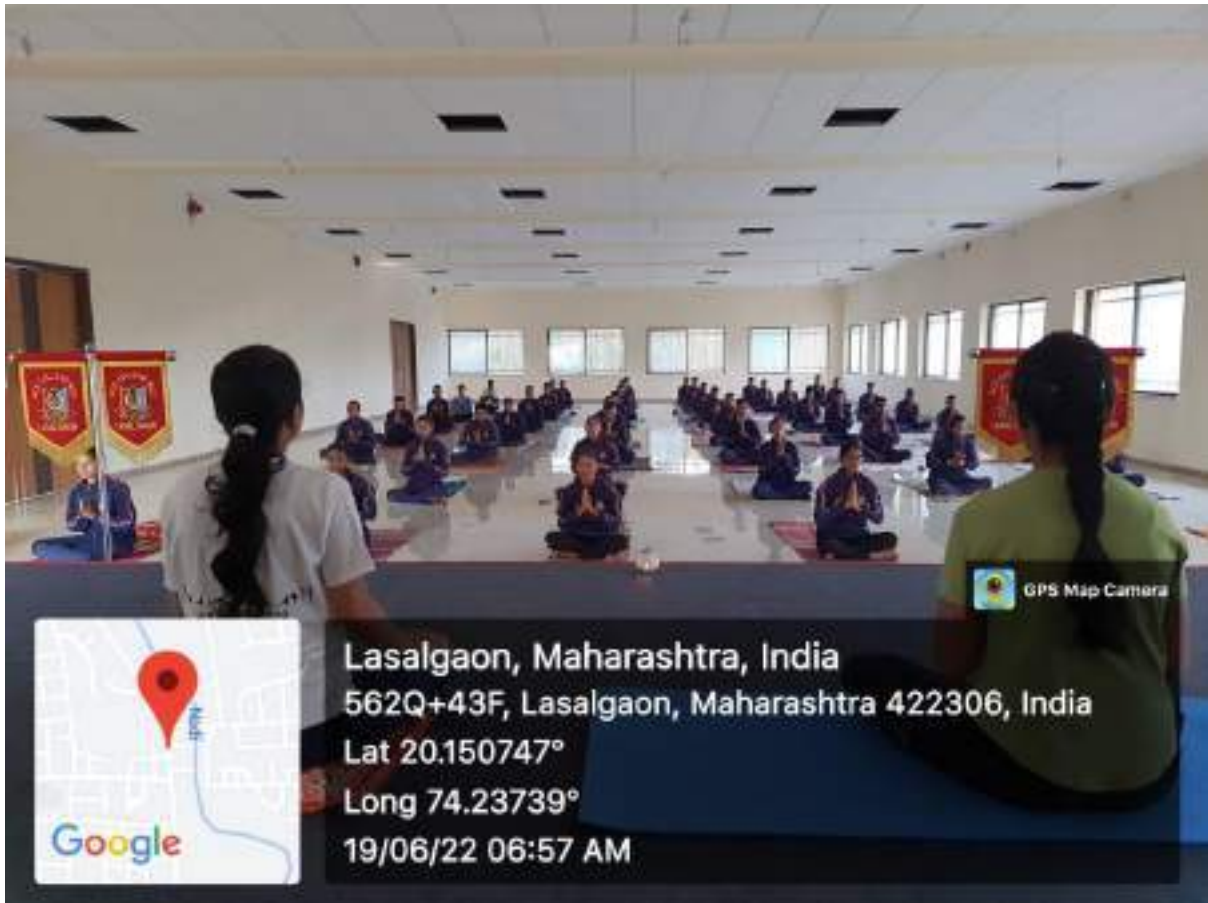 GPS Map Camera
Lasalgaon, Maharashtra, India
562Q+43F, Lasalgaon, Maharashtra 422306, India
Lat 20.150747°
Long 74.23739°
19/06/22 06:57 AM
Nadi
Google